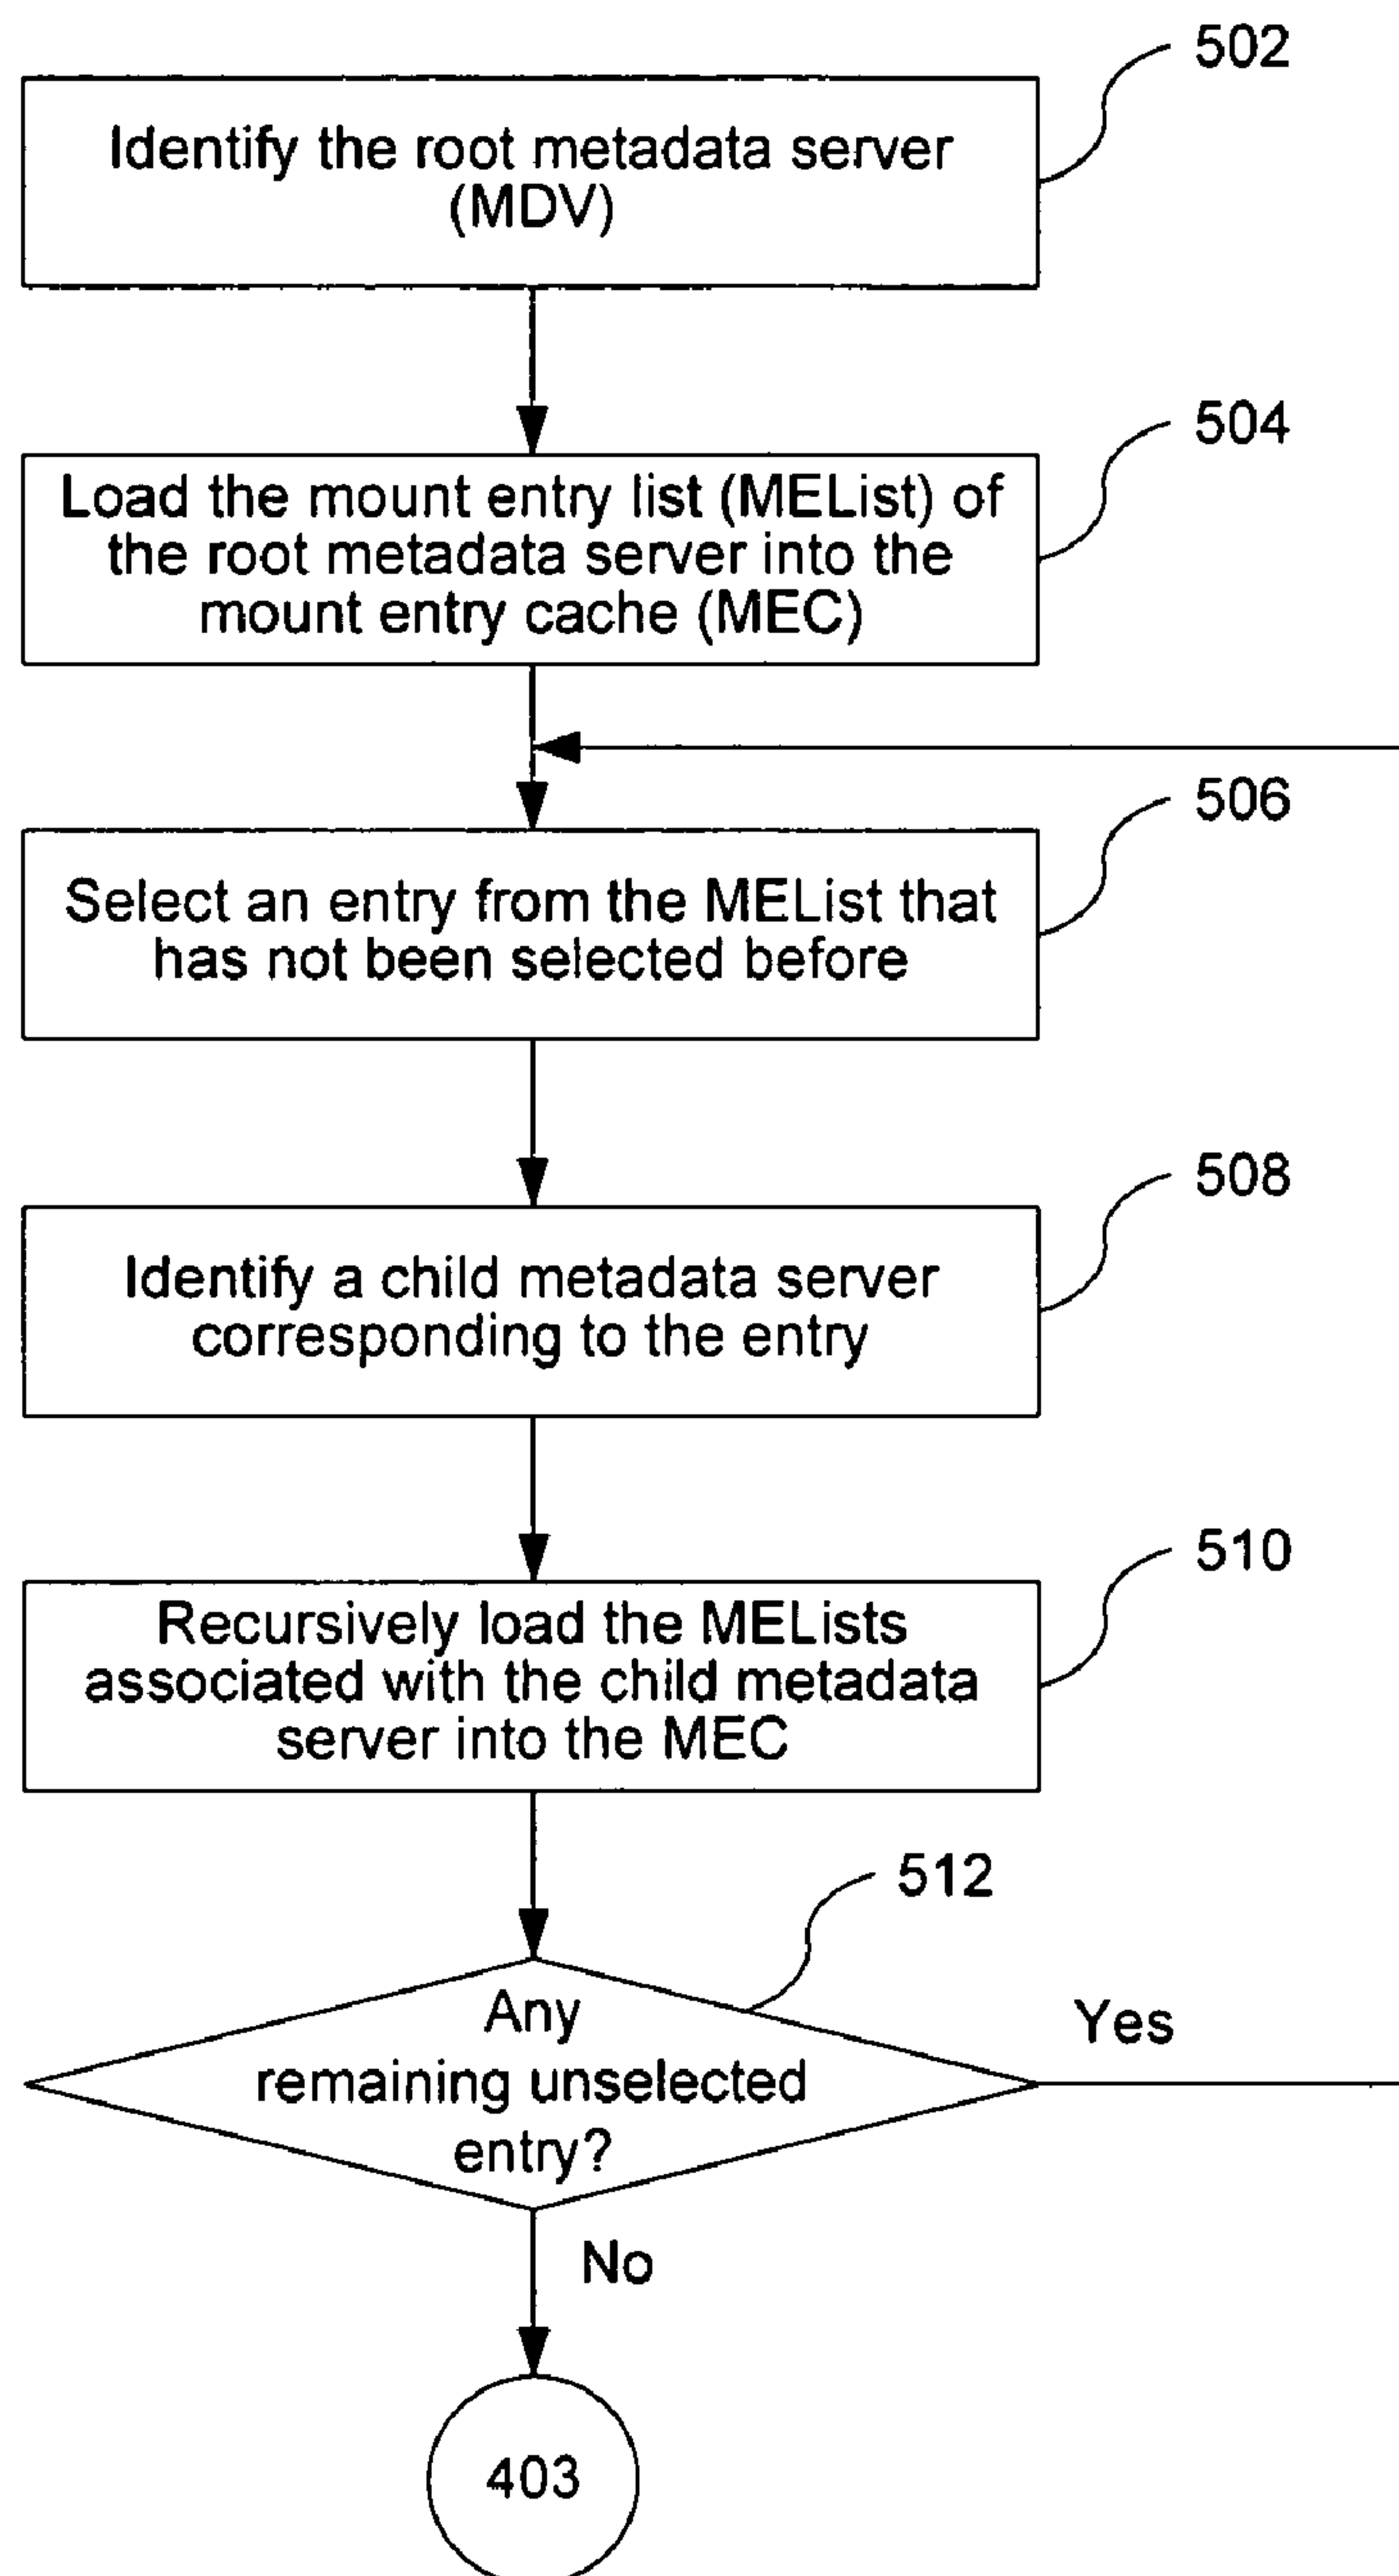 502
Identify the root metadata server
(MDV)
504
Load the mount entry list (MEList) of
the root metadata server into the
mount entry cache (MEC)
506
Select an entry from the MEList that
has not been selected before
508
Identify a child metadata server
corresponding to the entry
510
Recursively load the MELists
associated with the child metadata
server into the MEC
512
Any
remaining unselected
entry?
Yes
No
403